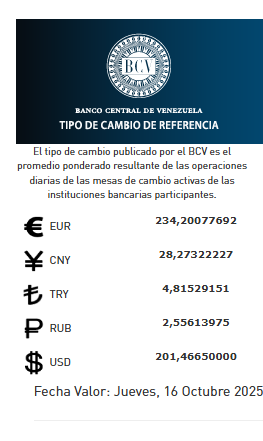 BCV
BANCO CENTRAL DE VENEZUELA
TIPO DE CAMBIO DE REFERENCIA
El tipo de cambio publicado por el BCV es el
promedio ponderado resultante de las operaciones
diarias de las mesas de cambio activas de las
instituciones bancarias participantes.
€ EUR 234,20077692
¥ CNY 28,27322227
₺ TRY 4,81529151
₽ RUB 2,55613975
$ USD 201,46650000
Fecha Valor: Jueves, 16 Octubre 2025